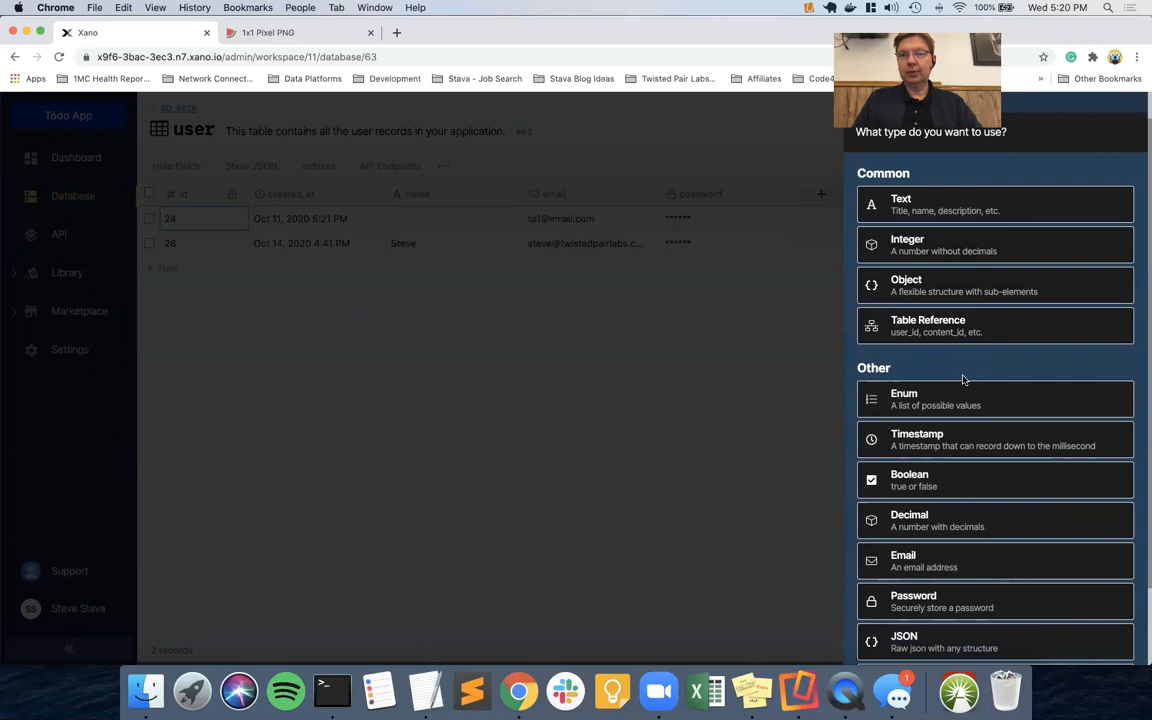 Chrome File Edit View History Bookmarks People Tab Window Help 100% Wed 5:20 PM
Xano 1x1 Pixel PNG
x9f6-3bac-3ec3.n7.xano.io/admin/workspace/11/database/63
Apps 1MC Health Repor... Network Connect... Data Platforms Development Stava - Job Search Stava Blog Ideas Twisted Pair Labs... Affiliates Code4 » Other Bookmarks
Todo App
Dashboard
Database
API
Library
Marketplace
Settings
Support
SS Steve Stava
GO BACK
user This table contains all the user records in your application. #63
Hide Fields Show JSON Indexes API Endpoints
# id created_at name email password
24 Oct 11, 2020 5:21 PM ta1@email.com ••••••
26 Oct 14, 2020 4:41 PM Steve steve@twistedpairlabs.c... ••••••
+ New
2 records
What type do you want to use?
Common
Text
Title, name, description, etc.
Integer
A number without decimals
Object
A flexible structure with sub-elements
Table Reference
user_id, content_id, etc.
Other
Enum
A list of possible values
Timestamp
A timestamp that can record down to the millisecond
Boolean
true or false
Decimal
A number with decimals
Email
An email address
Password
Securely store a password
JSON
Raw json with any structure
1